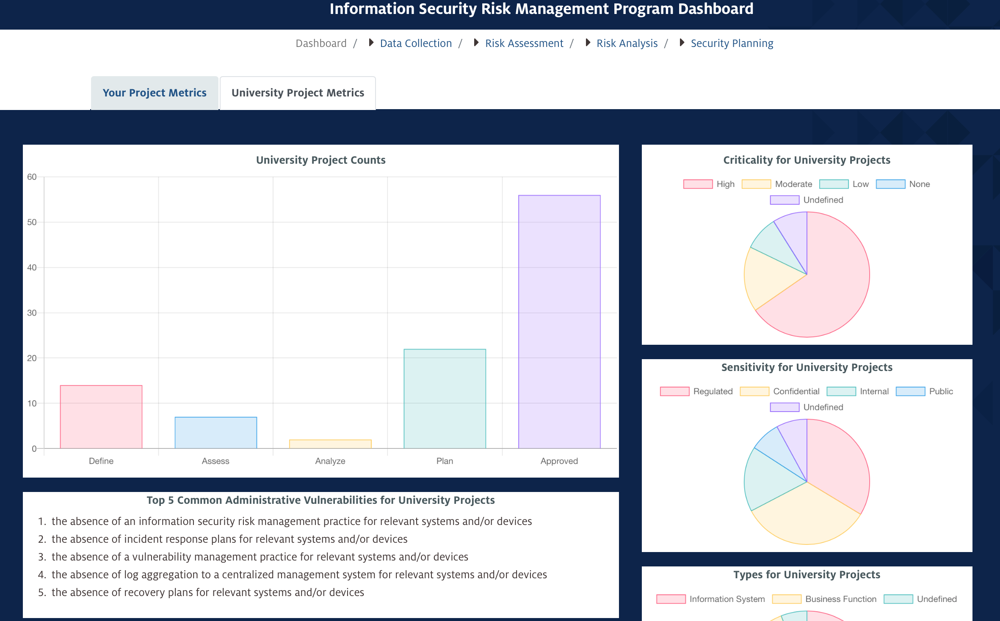 Information Security Risk Management Program Dashboard
Dashboard / Data Collection / Risk Assessment / Risk Analysis / Security Planning
Your Project Metrics
University Project Metrics
University Project Counts
60
50
40
30
20
10
0
Define
Assess
Analyze
Plan
Approved
Top 5 Common Administrative Vulnerabilities for University Projects
1. the absence of an information security risk management practice for relevant systems and/or devices
2. the absence of incident response plans for relevant systems and/or devices
3. the absence of a vulnerability management practice for relevant systems and/or devices
4. the absence of log aggregation to a centralized management system for relevant systems and/or devices
5. the absence of recovery plans for relevant systems and/or devices
Criticality for University Projects
High Moderate Low None
Undefined
Sensitivity for University Projects
Regulated Confidential Internal Public
Undefined
Types for University Projects
Information System Business Function Undefined